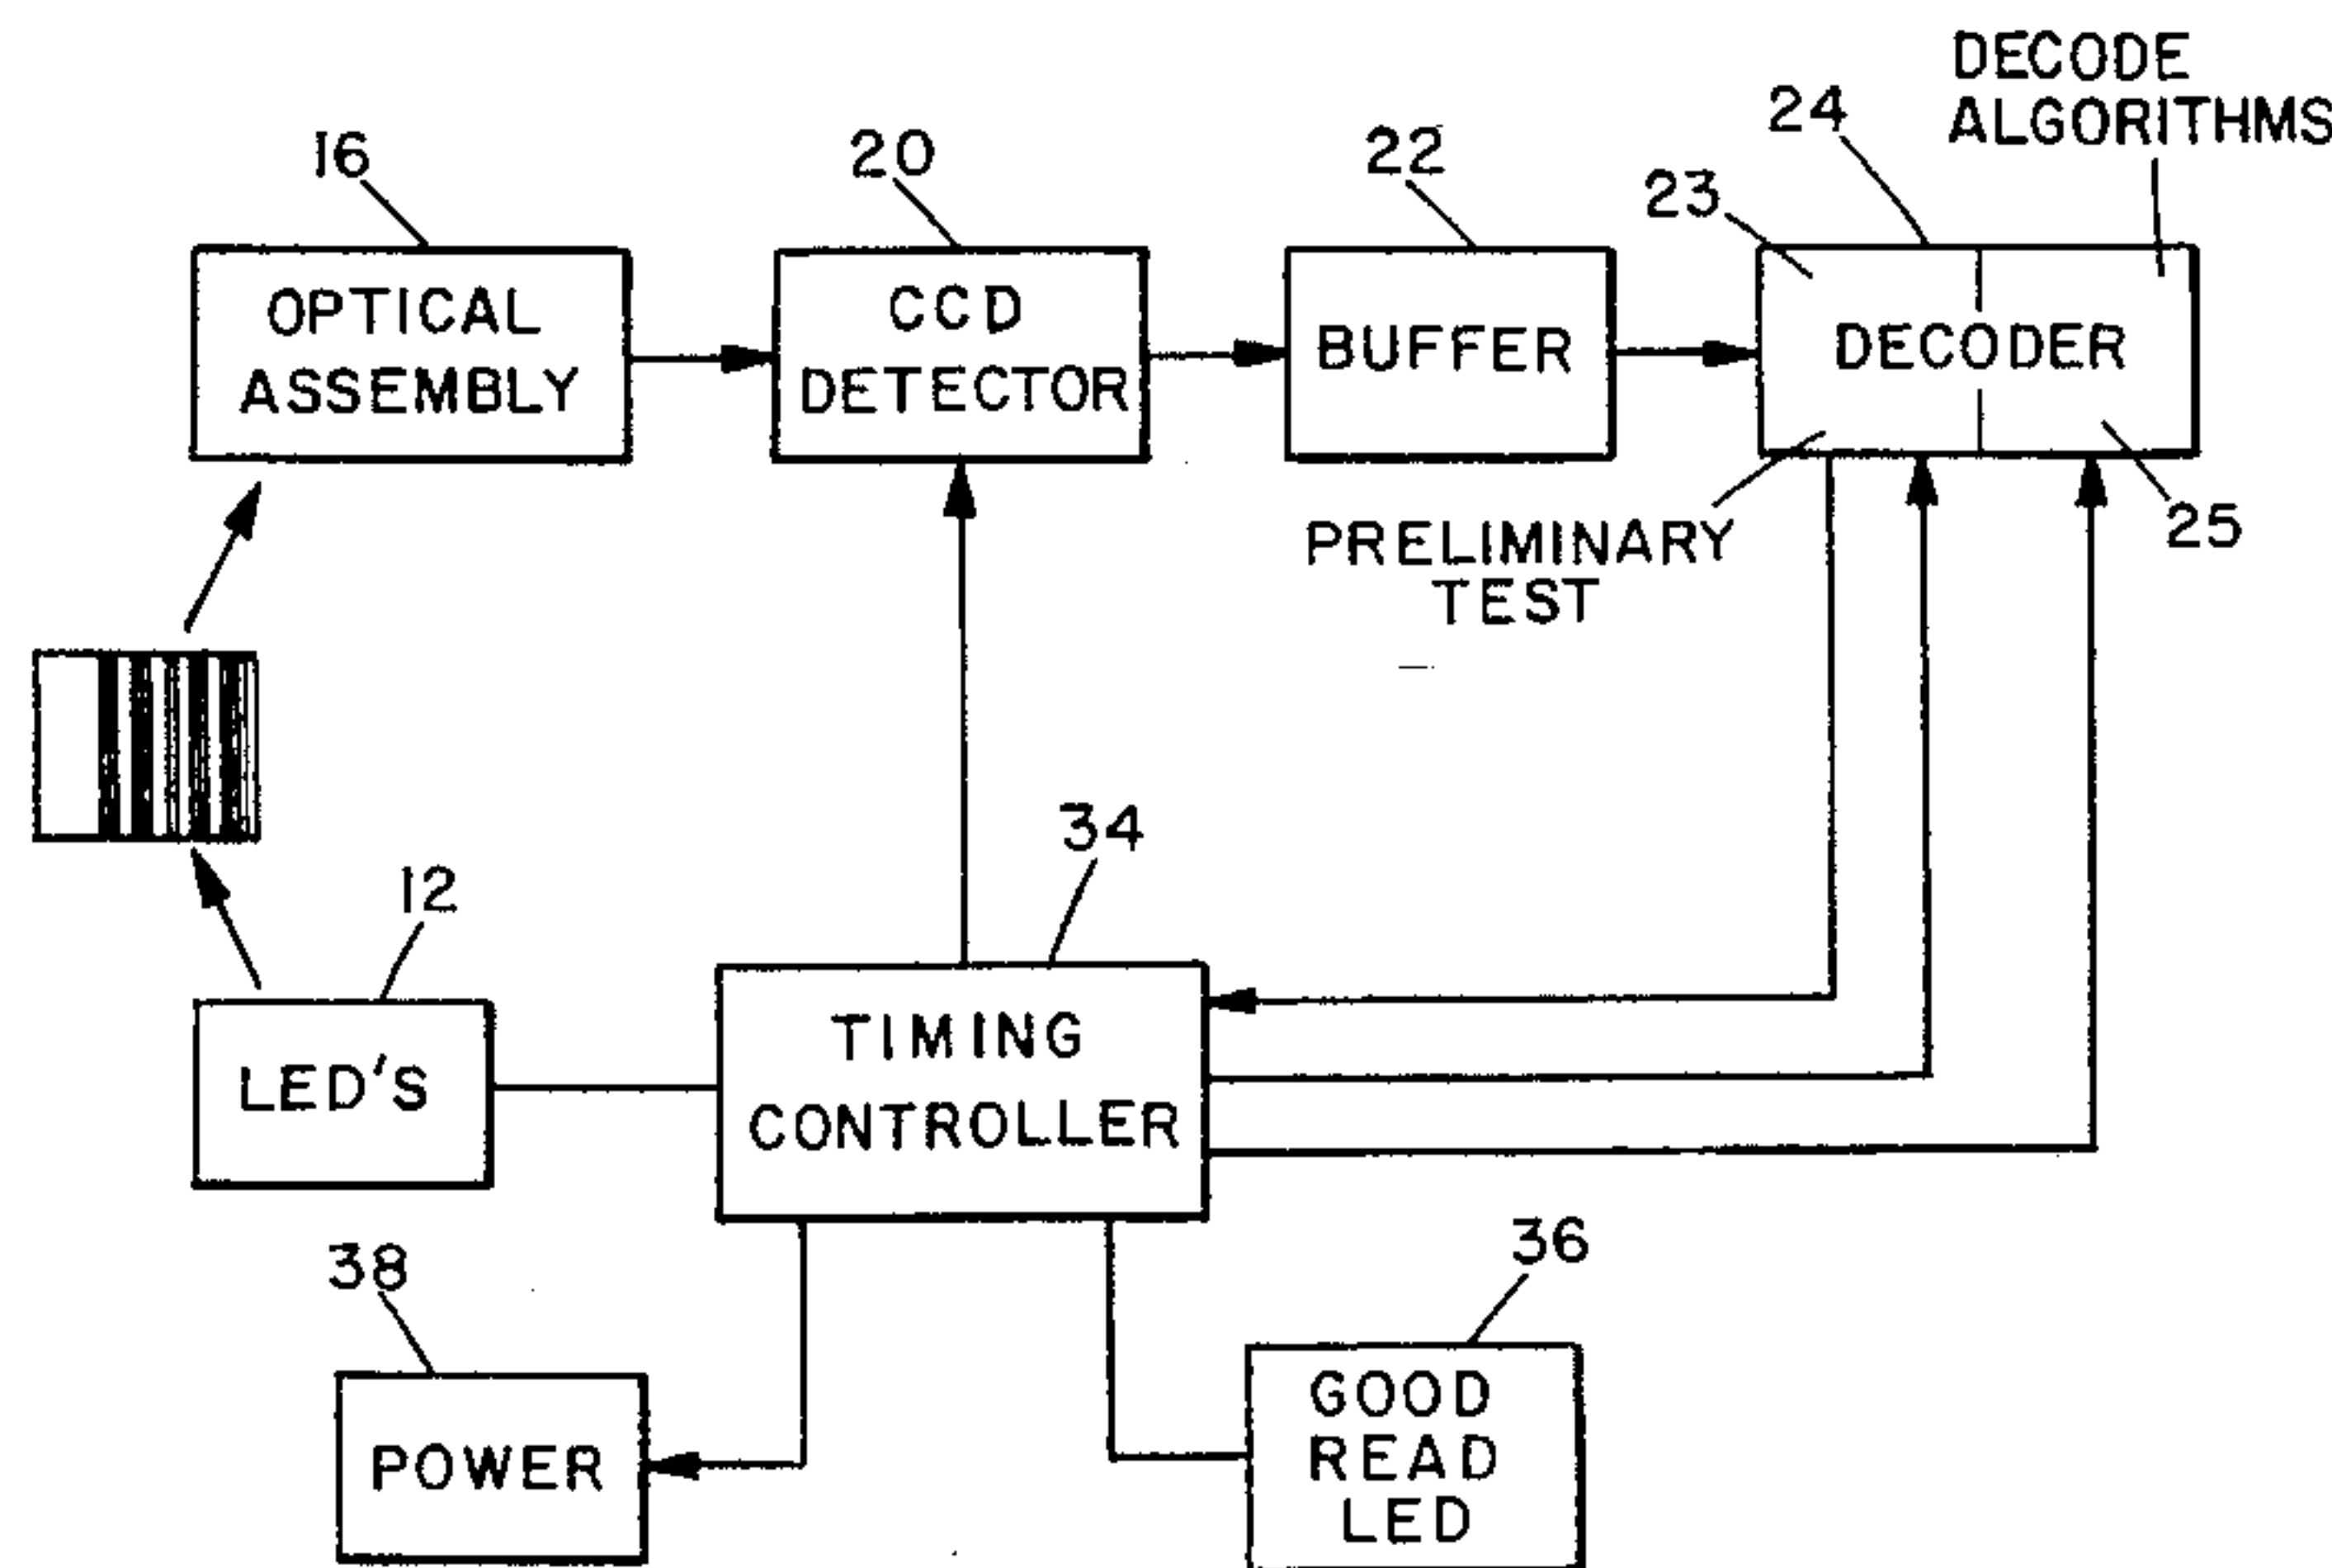 DECODE
ALGORITHMS
16
20
22
23
24
OPTICAL
ASSEMBLY
CCD
DETECTOR
BUFFER
DECODER
PRELIMINARY
TEST
25
34
12
LED'S
TIMING
CONTROLLER
38
36
POWER
GOOD
READ
LED